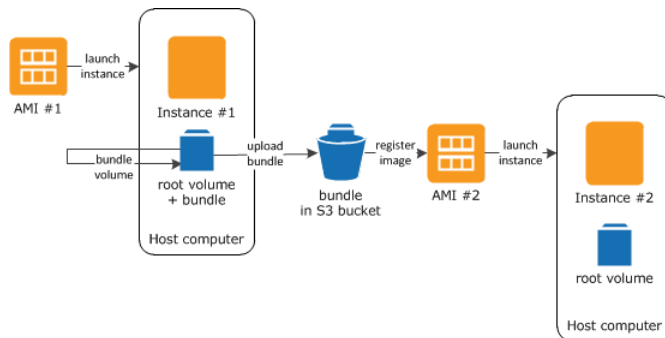 launch
instance
AMI #1
Instance #1
bundle
volume
root volume
+ bundle
upload
bundle
Host computer
bundle
in S3 bucket
register
image
AMI #2
launch
instance
Instance #2
root volume
Host computer